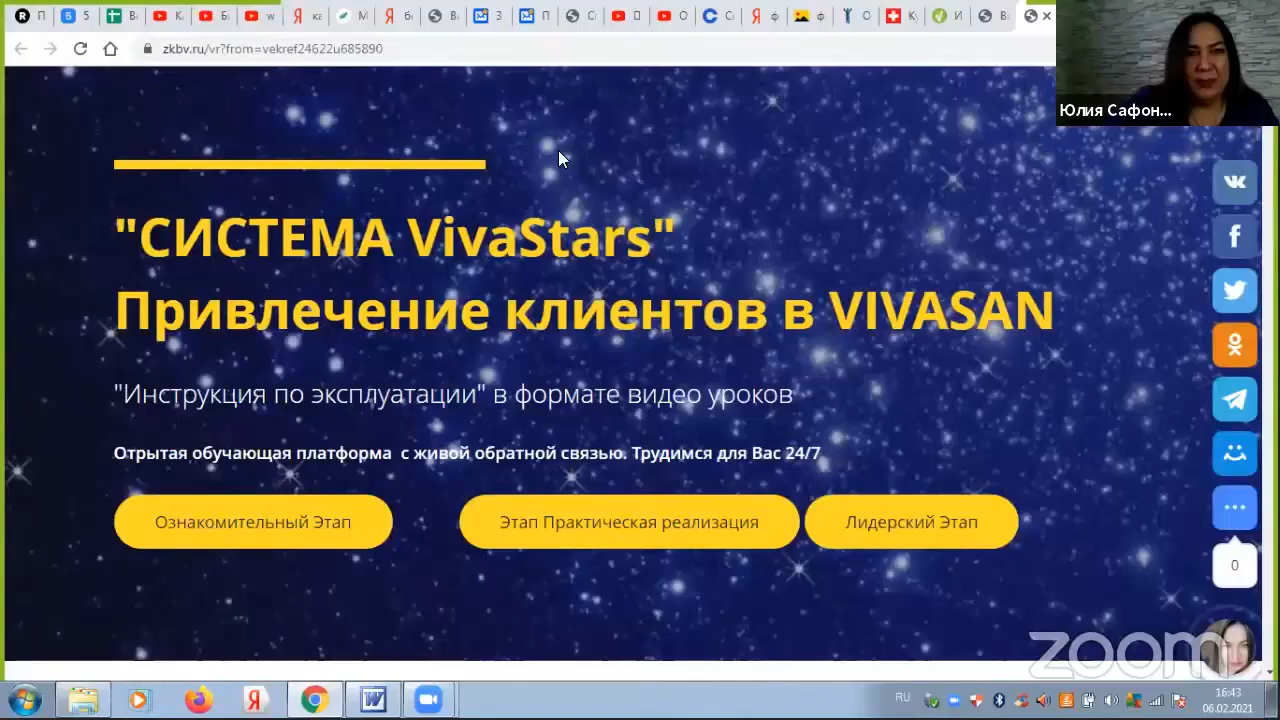 zkbv.ru/vr?from=vekref24622u685890
Юлия Сафон...
"СИСТЕМА VivaStars"
Привлечение клиентов в VIVASAN
"Инструкция по эксплуатации" в формате видео уроков
Отрытая обучающая платформа с живой обратной связью. Трудимся для Вас 24/7
Ознакомительный Этап
Этап Практическая реализация
Лидерский Этап
0
zoom
RU
16:43
06.02.2021